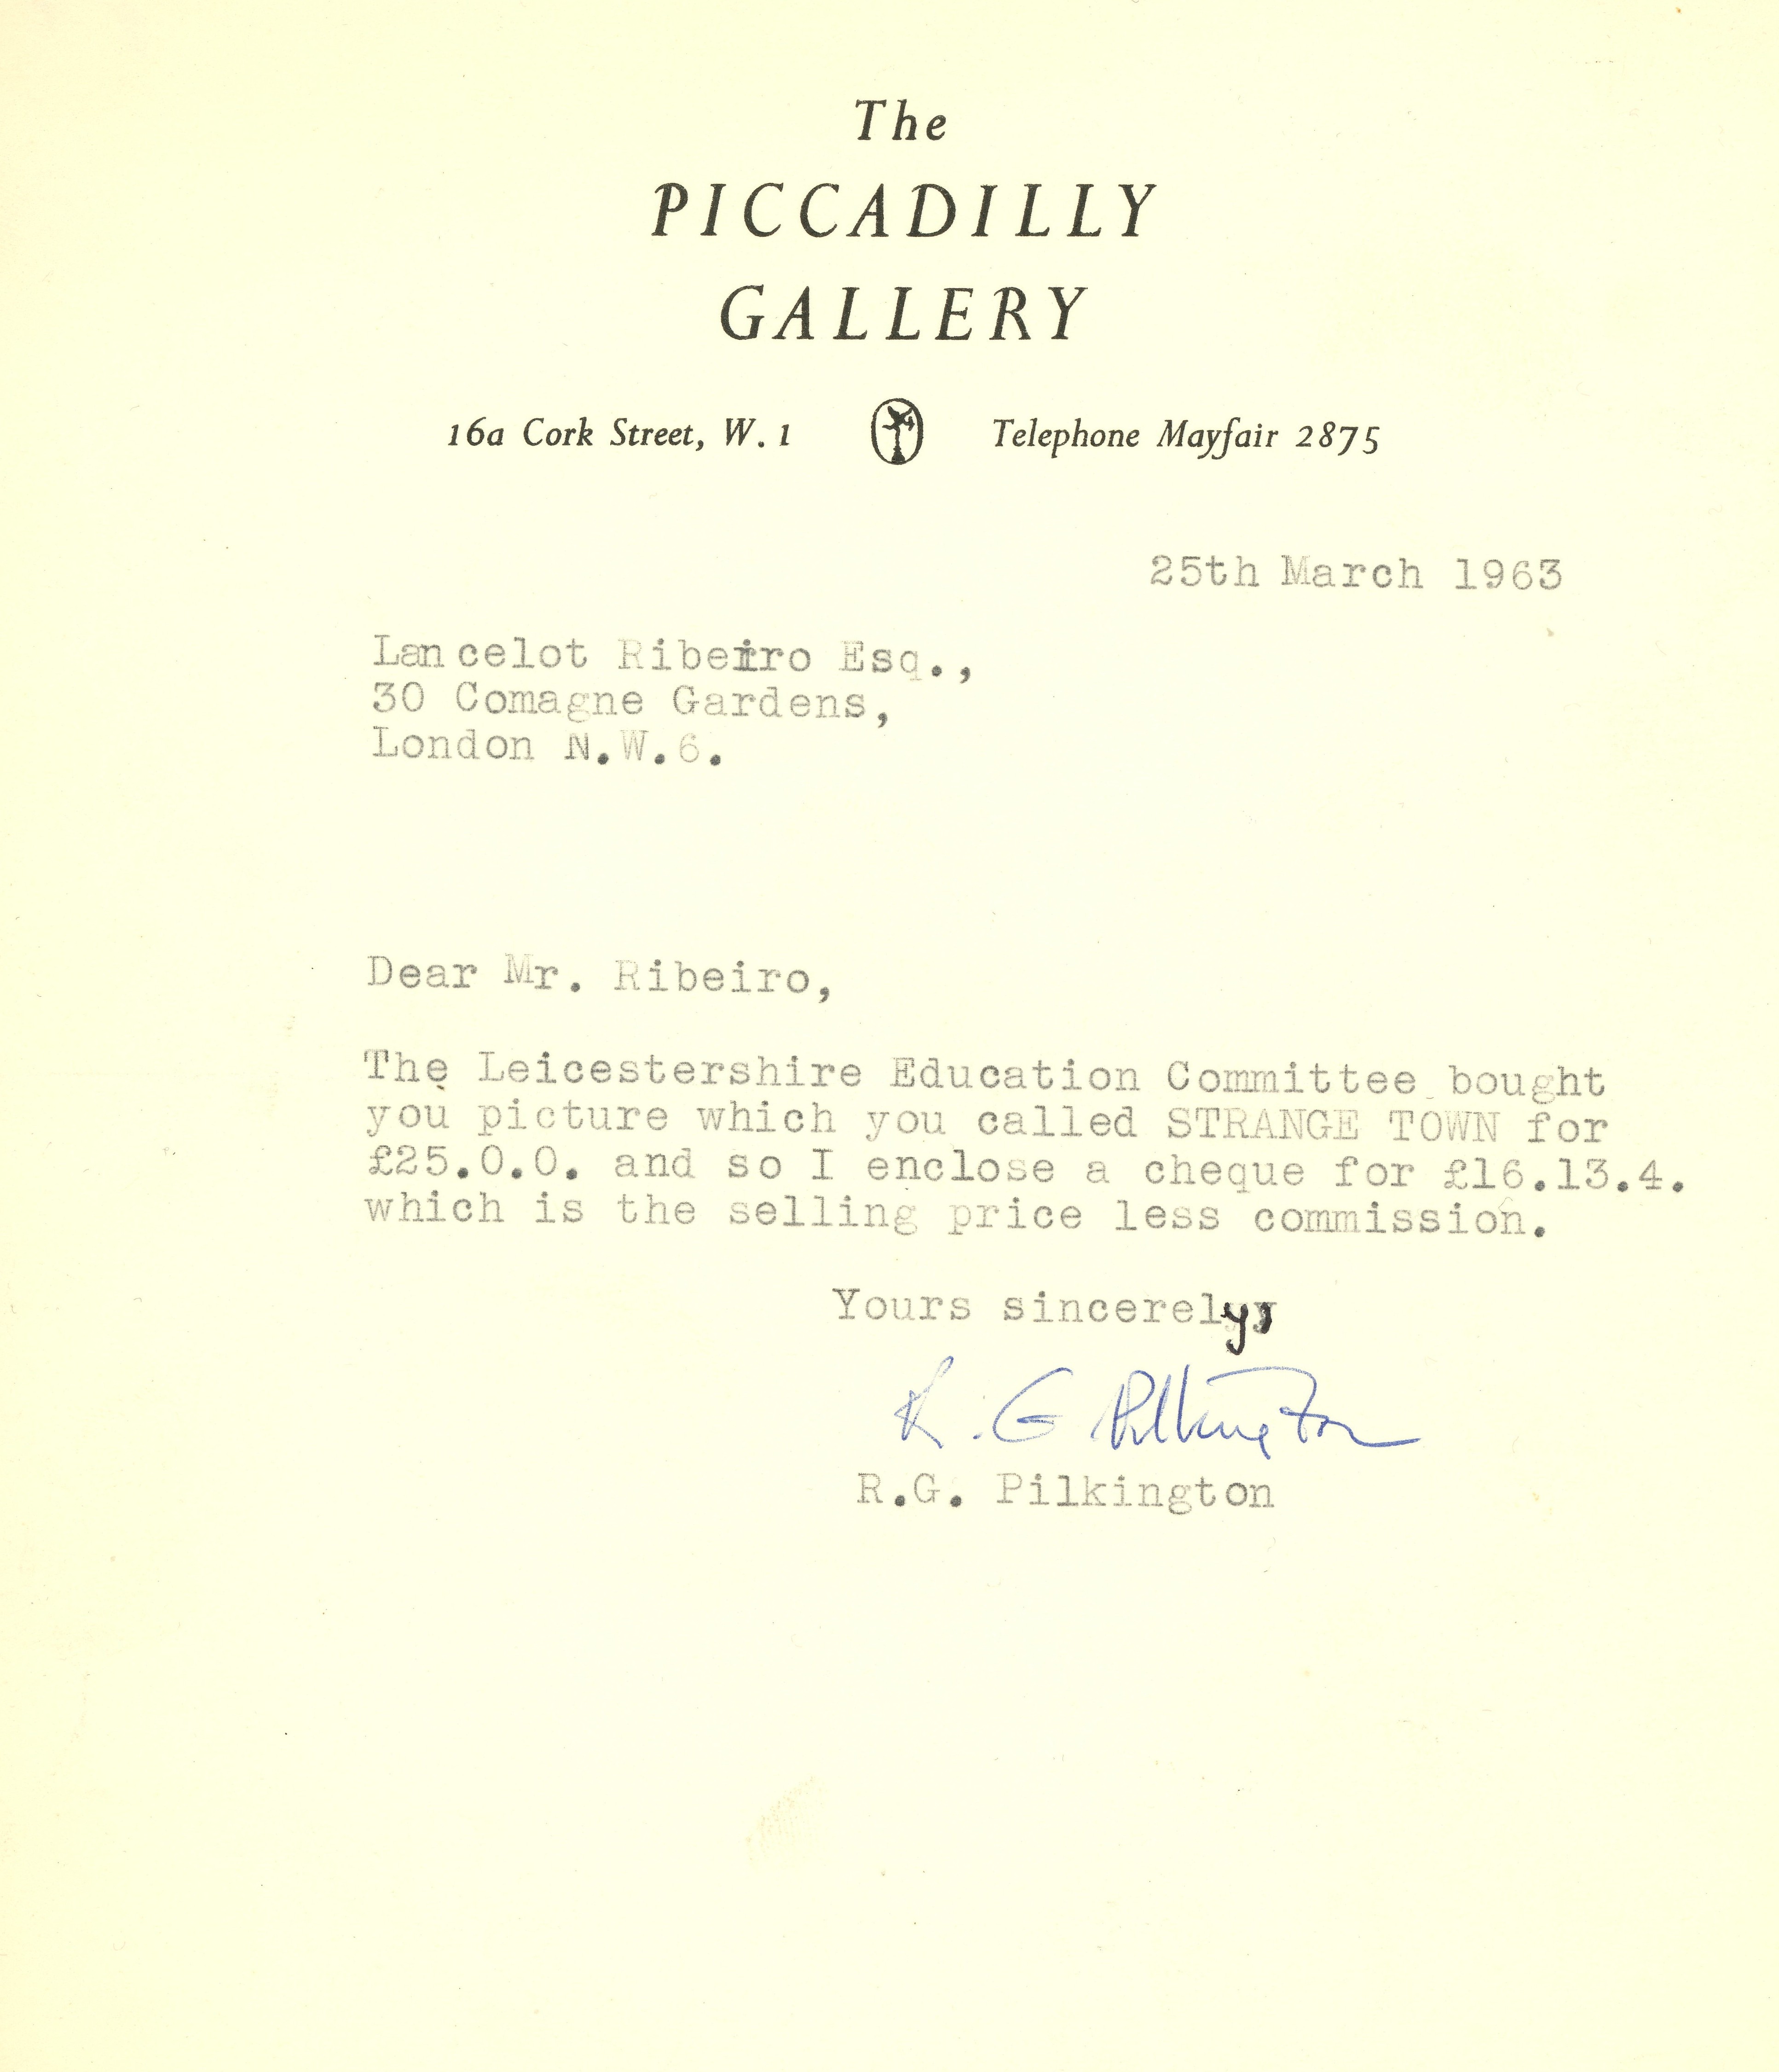 The
PICCADILLY
GALLERY
16a Cork Street, W. 1 Telephone Mayfair 2875
25th March 1963
Lancelot Ribeiro Esq.,
30 Comagne Gardens,
London N.W.6.
Dear Mr. Ribeiro,
The Leicestershire Education Committee bought
you picture which you called STRANGE TOWN for
£25.0.0. and so I enclose a cheque for £16.13.4.
which is the selling price less commission.
Yours sincerely,
R. G Pilkington
R.G. Pilkington